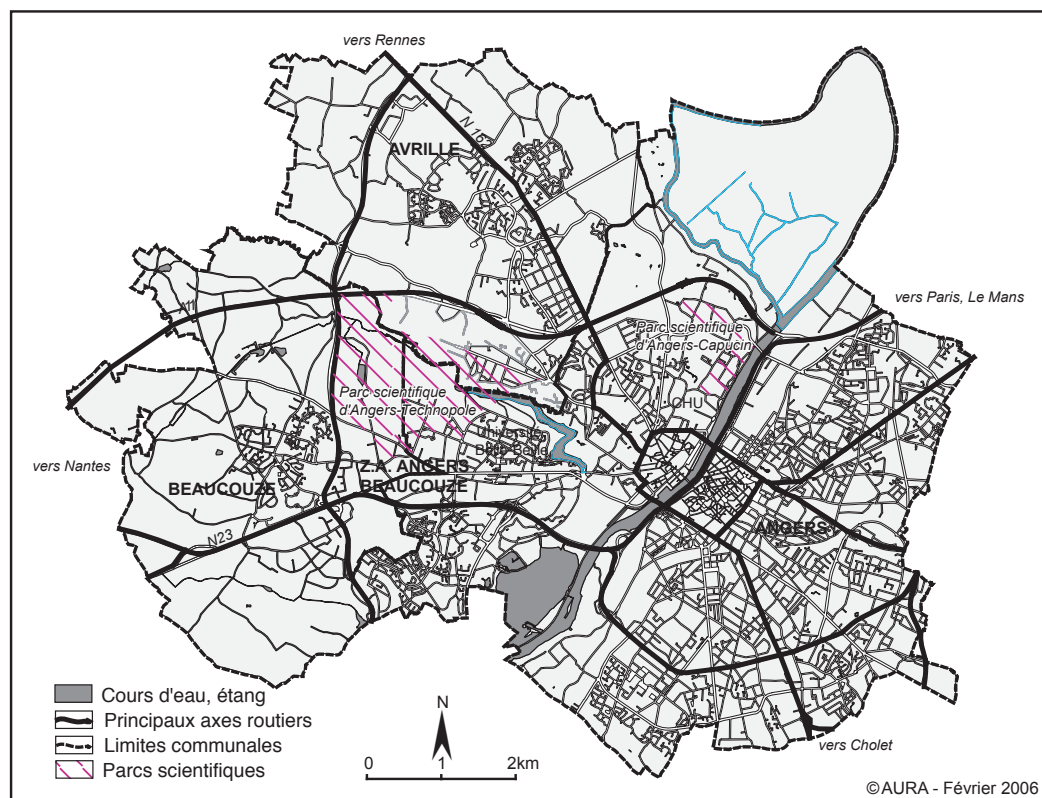 vers Rennes
N 162
AVRILLE
vers Paris, Le Mans
A11
Parc scientifique
d'Angers-Capucin
Parc scientifique
d'Angers-Technopole
CHU
Université
Belle-Beille
vers Nantes
Z.A. ANGERS
BEAUCOUZE
BEAUCOUZE
ANGERS
N23
Cours d'eau, étang
Principaux axes routiers
Limites communales
Parcs scientifiques
N
0 1 2km
vers Cholet
©AURA - Février 2006